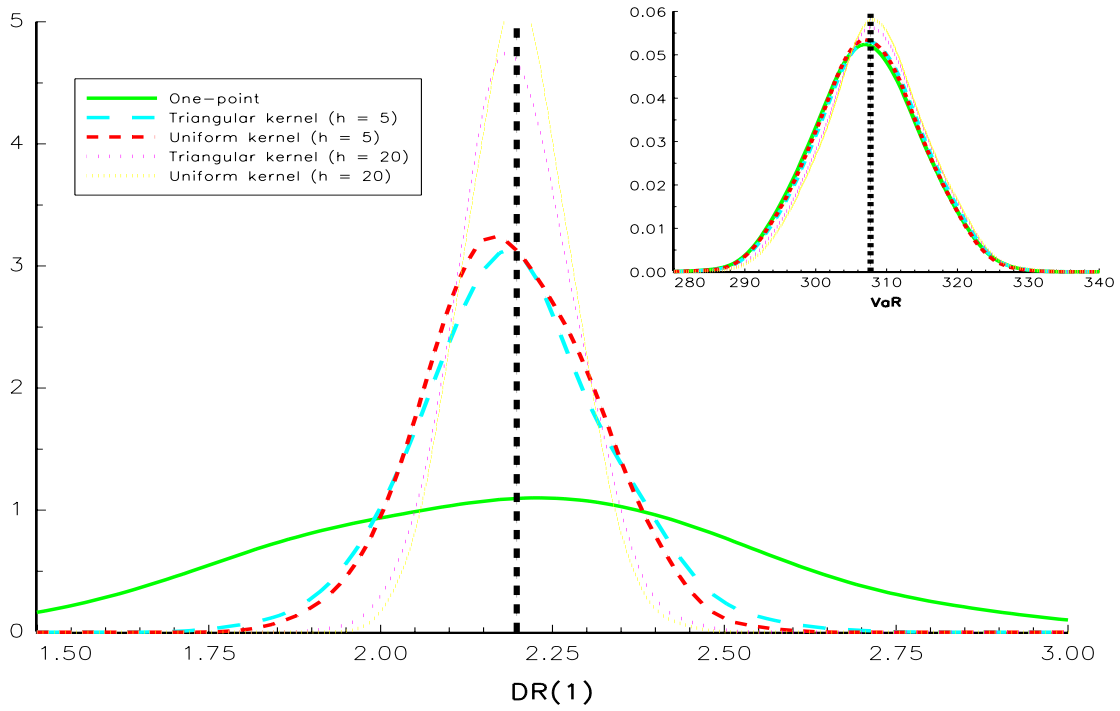 5
4
3
2
1
0
One-point
Triangular kernel (h = 5)
Uniform kernel (h = 5)
Triangular kernel (h = 20)
Uniform kernel (h = 20)
1.50 1.75 2.00 2.25 2.50 2.75 3.00
DR(1)
0.06
0.05
0.04
0.03
0.02
0.01
0.00
280 290 300 310 320 330 340
VaR